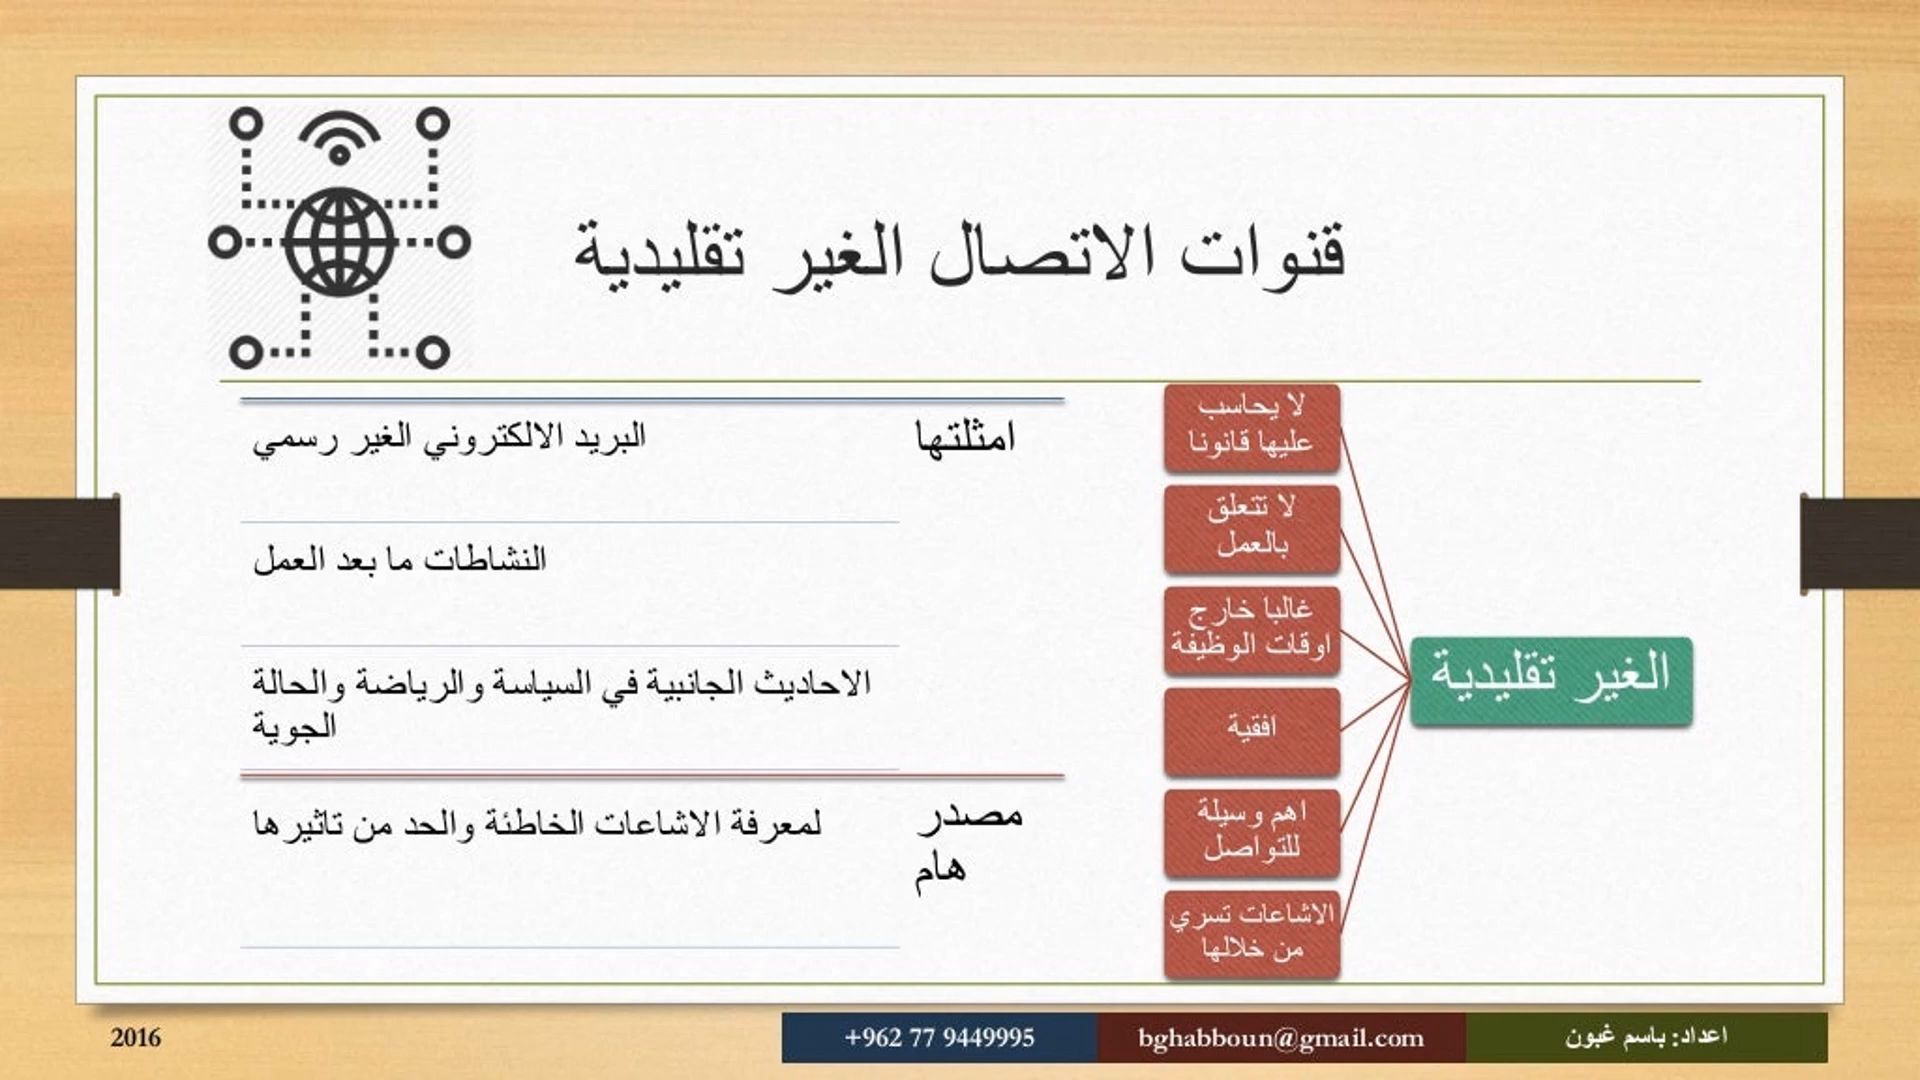 قنوات الاتصال الغير تقليدية
الغير تقليدية
لا يحاسب
عليها قانونا
لا تتعلق
بالعمل
غالبا خارج
اوقات الوظيفة
افقية
اهم وسيلة
للتواصل
الاشاعات تسري
من خلالها
امثلتها
البريد الالكتروني الغير رسمي
النشاطات ما بعد العمل
الاحاديث الجانبية في السياسة والرياضة والحالة
الجوية
مصدر
هام
لمعرفة الاشاعات الخاطئة والحد من تاثيرها
اعداد: باسم غبون
bghabboun@gmail.com
+962 77 9449995
2016